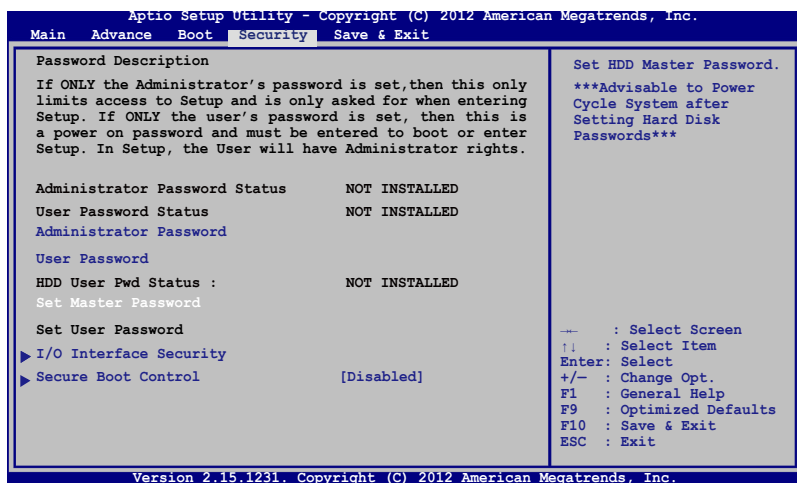 Aptio Setup Utility - Copyright (C) 2012 American Megatrends, Inc.
Main Advance Boot Security Save & Exit
Password Description
If ONLY the Administrator's password is set,then this only
limits access to Setup and is only asked for when entering
Setup. If ONLY the user's password is set, then this is
a power on password and must be entered to boot or enter
Setup. In Setup, the User will have Administrator rights.
Administrator Password Status NOT INSTALLED
User Password Status NOT INSTALLED
Administrator Password
User Password
HDD User Pwd Status : NOT INSTALLED
Set Master Password
Set User Password
I/O Interface Security
Secure Boot Control [Disabled]
Set HDD Master Password.
***Advisable to Power
Cycle System after
Setting Hard Disk
Passwords***
→← : Select Screen
↑↓ : Select Item
Enter: Select
+/— : Change Opt.
F1 : General Help
F9 : Optimized Defaults
F10 : Save & Exit
ESC : Exit
Version 2.15.1231. Copyright (C) 2012 American Megatrends, Inc.